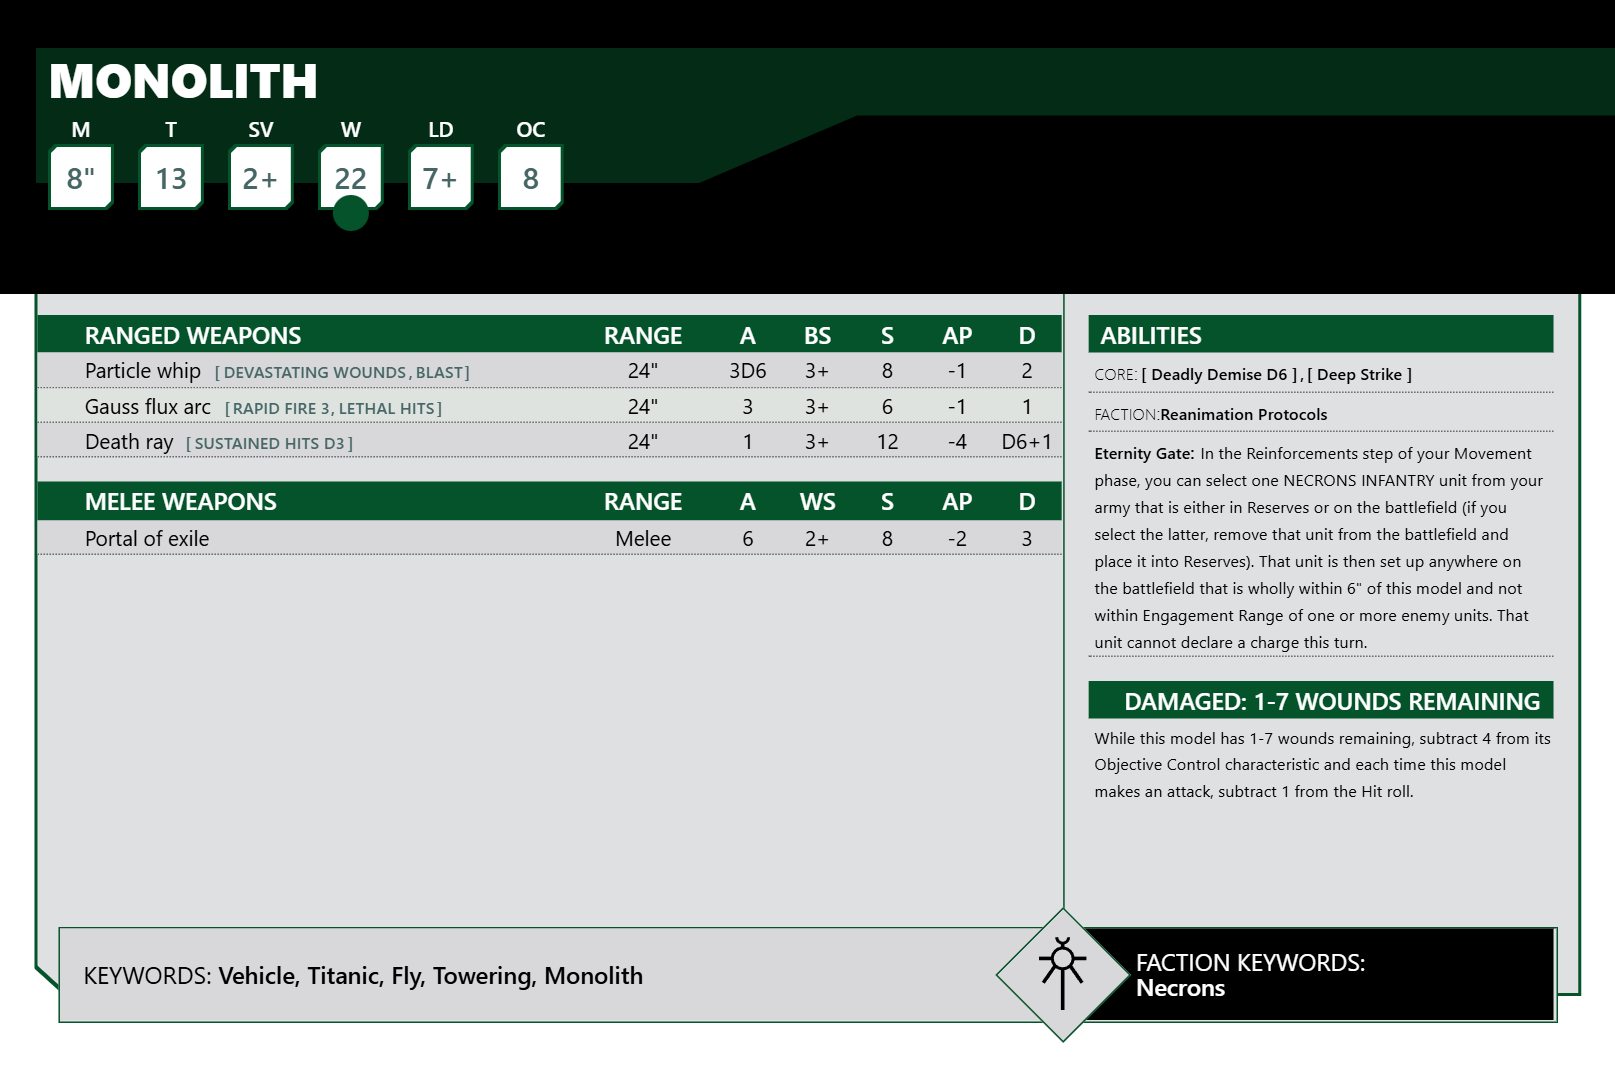 MONOLITH
M T SV W LD OC
8" 13 2+ 22 7+ 8
RANGED WEAPONS RANGE A BS S AP D
Particle whip [ DEVASTATING WOUNDS , BLAST ] 24" 3D6 3+ 8 -1 2
Gauss flux arc [ RAPID FIRE 3, LETHAL HITS ] 24" 3 3+ 6 -1 1
Death ray [ SUSTAINED HITS D3 ] 24" 1 3+ 12 -4 D6+1
MELEE WEAPONS RANGE A WS S AP D
Portal of exile Melee 6 2+ 8 -2 3
ABILITIES
CORE: [ Deadly Demise D6 ] , [ Deep Strike ]
FACTION:Reanimation Protocols
Eternity Gate: In the Reinforcements step of your Movement
phase, you can select one NECRONS INFANTRY unit from your
army that is either in Reserves or on the battlefield (if you
select the latter, remove that unit from the battlefield and
place it into Reserves). That unit is then set up anywhere on
the battlefield that is wholly within 6" of this model and not
within Engagement Range of one or more enemy units. That
unit cannot declare a charge this turn.
DAMAGED: 1-7 WOUNDS REMAINING
While this model has 1-7 wounds remaining, subtract 4 from its
Objective Control characteristic and each time this model
makes an attack, subtract 1 from the Hit roll.
KEYWORDS: Vehicle, Titanic, Fly, Towering, Monolith
FACTION KEYWORDS:
Necrons